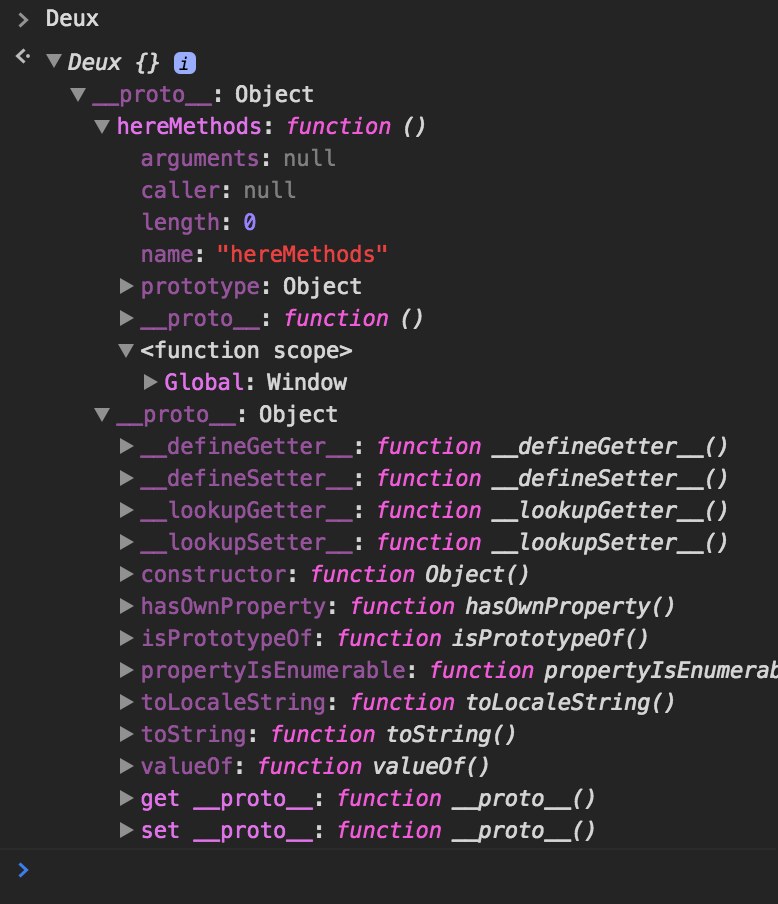 Deux
Deux {} i
__proto__: Object
hereMethods: function ()
arguments: null
caller: null
length: 0
name: "hereMethods"
prototype: Object
__proto__: function ()
<function scope>
Global: Window
__proto__: Object
__defineGetter__: function __defineGetter__()
__defineSetter__: function __defineSetter__()
__lookupGetter__: function __lookupGetter__()
__lookupSetter__: function __lookupSetter__()
constructor: function Object()
hasOwnProperty: function hasOwnProperty()
isPrototypeOf: function isPrototypeOf()
propertyIsEnumerable: function propertyIsEnumerab
toLocaleString: function toLocaleString()
toString: function toString()
valueOf: function valueOf()
get __proto__: function __proto__()
set __proto__: function __proto__()